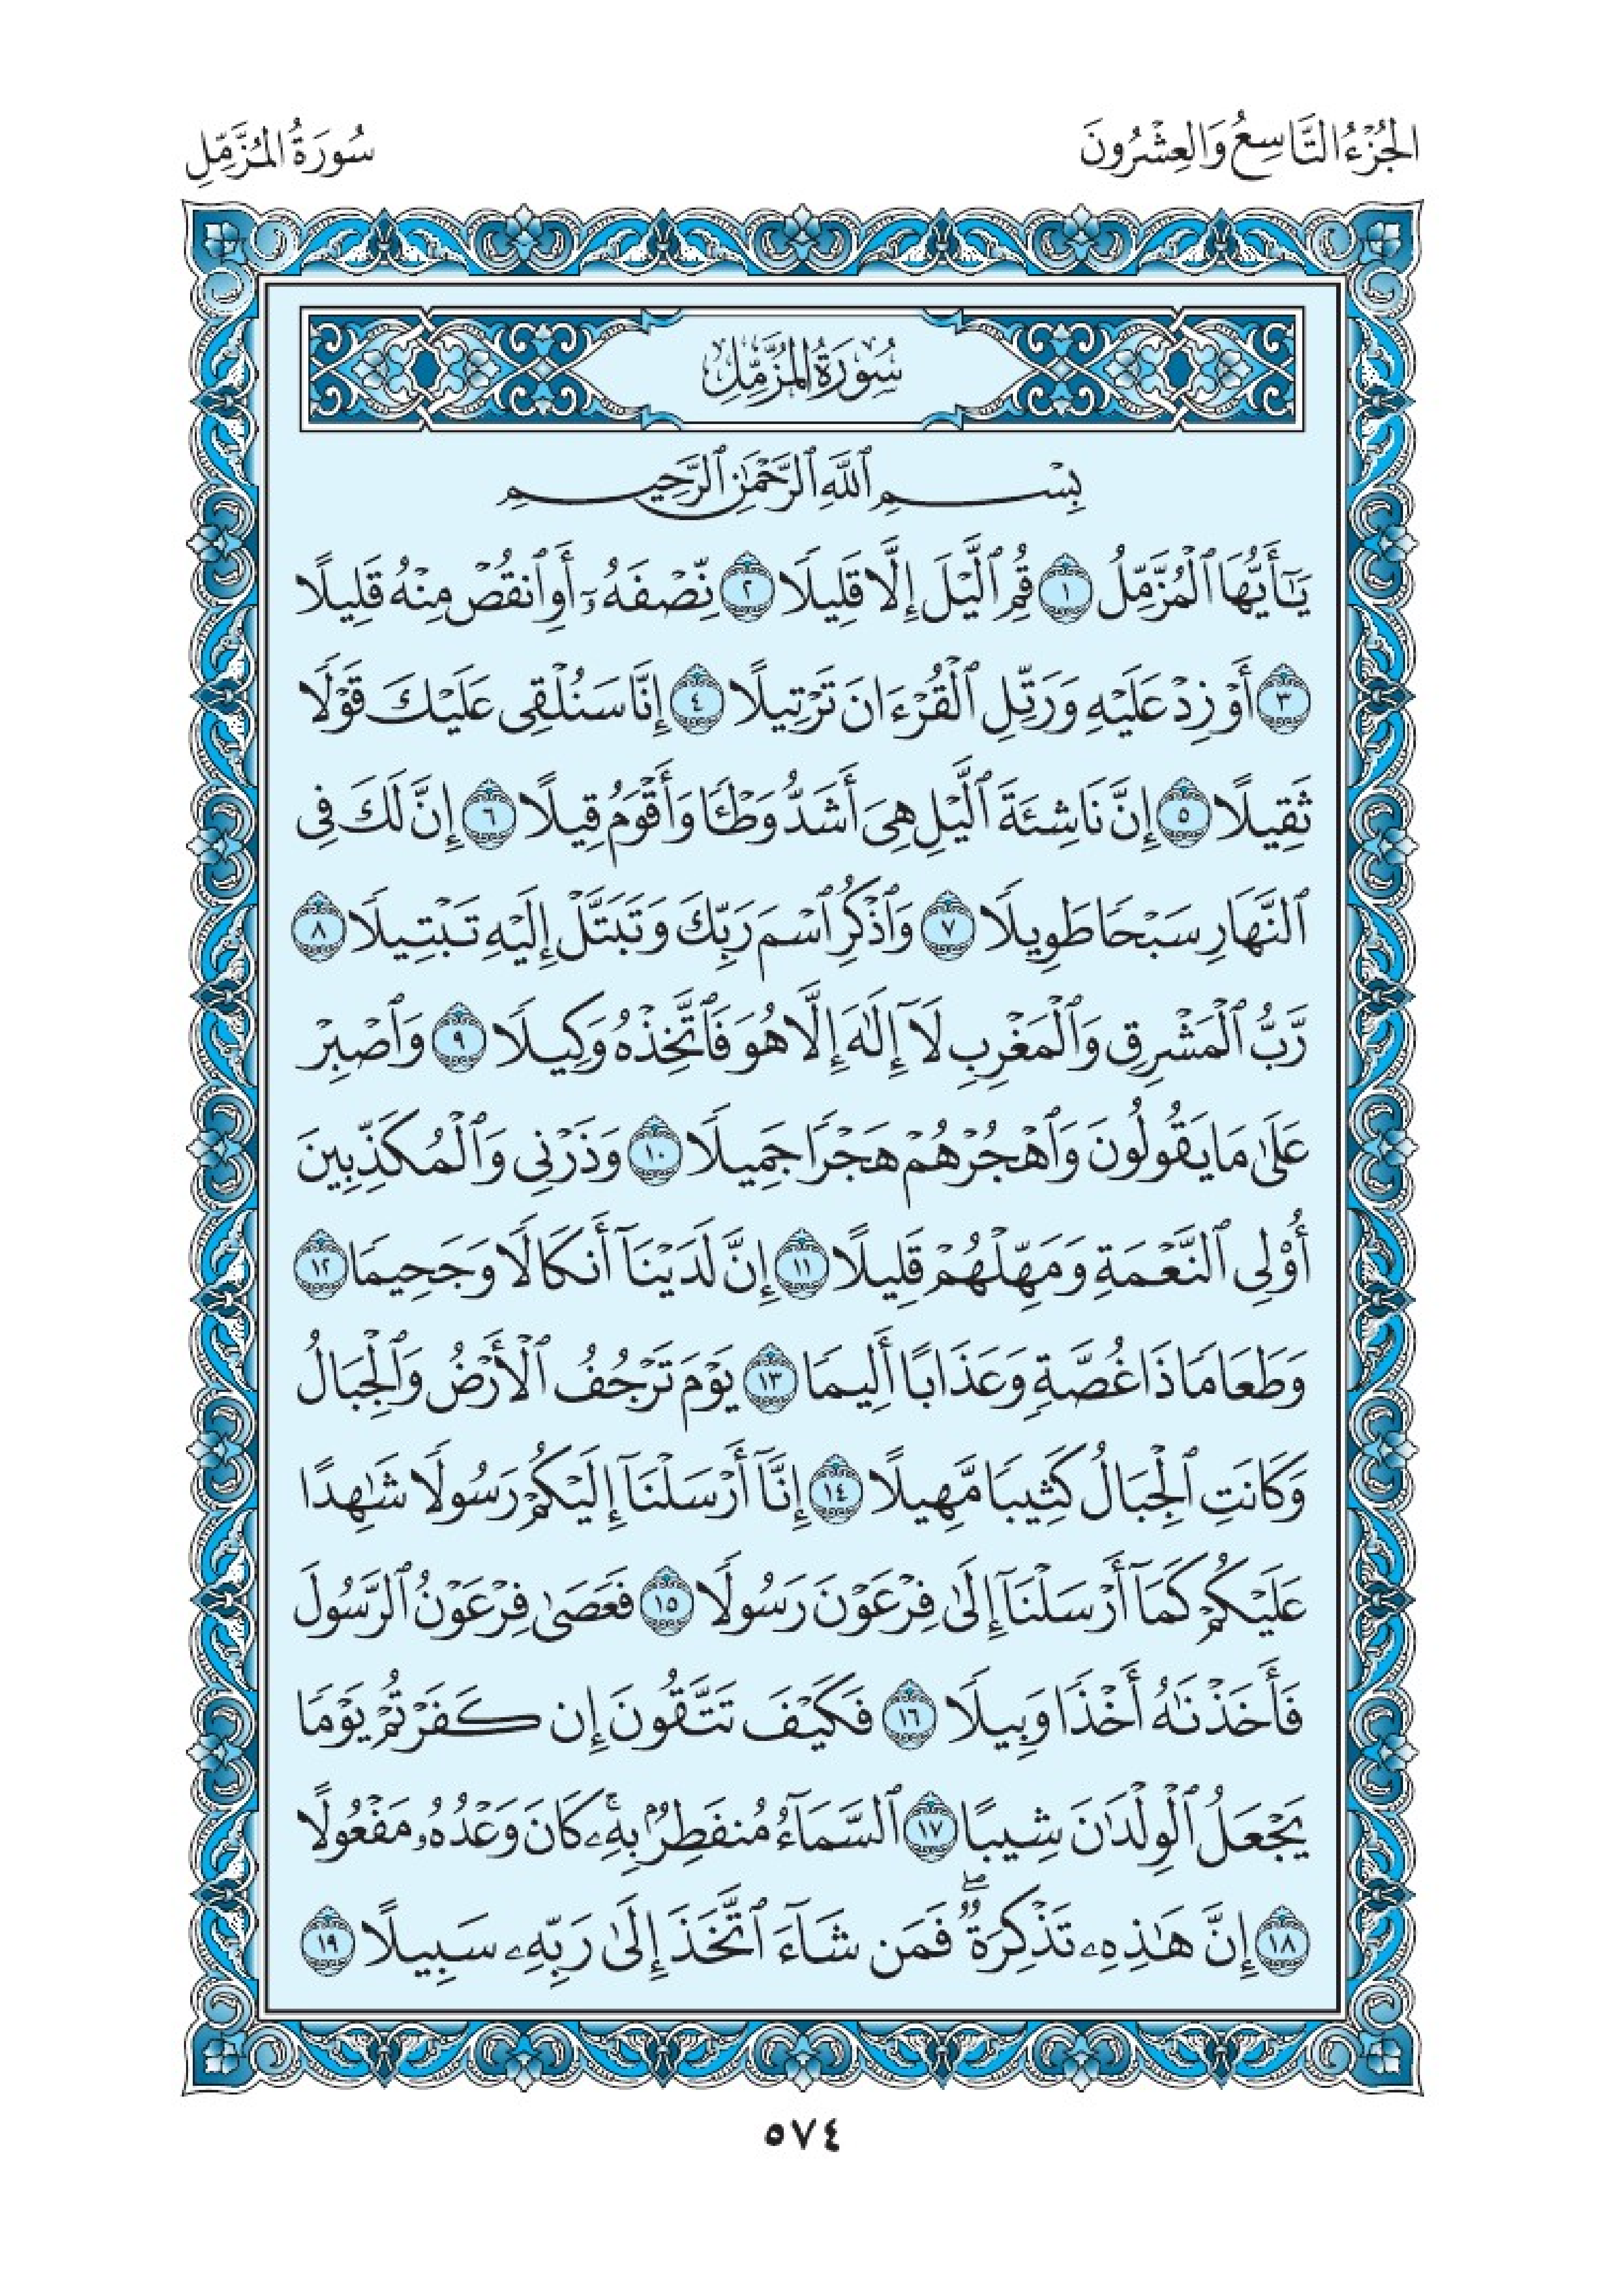 الجُزْءُ التَّاسِعُ وَالعِشْرُونَ
سُورَةُ المُزَّمِّلِ
سُورَةُ المُزَّمِّلِ
بِسْمِ ٱللَّهِ ٱلرَّحْمَٰنِ ٱلرَّحِيمِ
يَٰٓأَيُّهَا ٱلْمُزَّمِّلُ ١ قُمِ ٱلَّيْلَ إِلَّا قَلِيلًا ٢ نِّصْفَهُۥٓ أَوِ ٱنقُصْ مِنْهُ قَلِيلًا
٣ أَوْ زِدْ عَلَيْهِ وَرَتِّلِ ٱلْقُرْءَانَ تَرْتِيلًا ٤ إِنَّا سَنُلْقِى عَلَيْكَ قَوْلًا
ثَقِيلًا ٥ إِنَّ نَاشِئَةَ ٱلَّيْلِ هِىَ أَشَدُّ وَطْـًٔا وَأَقْوَمُ قِيلًا ٦ إِنَّ لَكَ فِى
ٱلنَّهَارِ سَبْحًا طَوِيلًا ٧ وَٱذْكُرِ ٱسْمَ رَبِّكَ وَتَبَتَّلْ إِلَيْهِ تَبْتِيلًا ٨
رَّبُّ ٱلْمَشْرِقِ وَٱلْمَغْرِبِ لَآ إِلَٰهَ إِلَّا هُوَ فَٱتَّخِذْهُ وَكِيلًا ٩ وَٱصْبِرْ
عَلَىٰ مَا يَقُولُونَ وَٱهْجُرْهُمْ هَجْرًا جَمِيلًا ١٠ وَذَرْنِى وَٱلْمُكَذِّبِينَ
أُو۟لِى ٱلنَّعْمَةِ وَمَهِّلْهُمْ قَلِيلًا ١١ إِنَّ لَدَيْنَآ أَنكَالًا وَجَحِيمًا ١٢
وَطَعَامًا ذَا غُصَّةٍ وَعَذَابًا أَلِيمًا ١٣ يَوْمَ تَرْجُفُ ٱلْأَرْضُ وَٱلْجِبَالُ
وَكَانَتِ ٱلْجِبَالُ كَثِيبًا مَّهِيلًا ١٤ إِنَّآ أَرْسَلْنَآ إِلَيْكُمْ رَسُولًا شَٰهِدًا
عَلَيْكُمْ كَمَآ أَرْسَلْنَآ إِلَىٰ فِرْعَوْنَ رَسُولًا ١٥ فَعَصَىٰ فِرْعَوْنُ ٱلرَّسُولَ
فَأَخَذْنَٰهُ أَخْذًا وَبِيلًا ١٦ فَكَيْفَ تَتَّقُونَ إِن كَفَرْتُمْ يَوْمًا
يَجْعَلُ ٱلْوِلْدَٰنَ شِيبًا ١٧ ٱلسَّمَآءُ مُنفَطِرٌۢ بِهِۦ ۚ كَانَ وَعْدُهُۥ مَفْعُولًا
١٨ إِنَّ هَٰذِهِۦ تَذْكِرَةٌ ۖ فَمَن شَآءَ ٱتَّخَذَ إِلَىٰ رَبِّهِۦ سَبِيلًا ١٩
٥٧٤